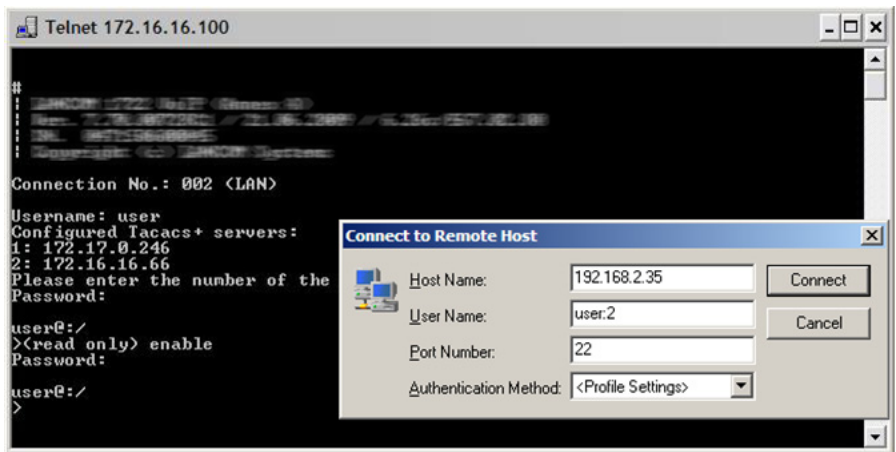 Telnet 172.16.16.100
#
Connection No.: 002 (LAN)
Username: user
Configured Tacacs+ servers:
1: 172.17.0.246
2: 172.16.16.66
Please enter the number of the
Password:
user@:/
>(read only) enable
Password:
user@:/
>
Connect to Remote Host
Host Name: 192.168.2.35
Connect
User Name: user:2
Cancel
Port Number: 22
Authentication Method: <Profile Settings>